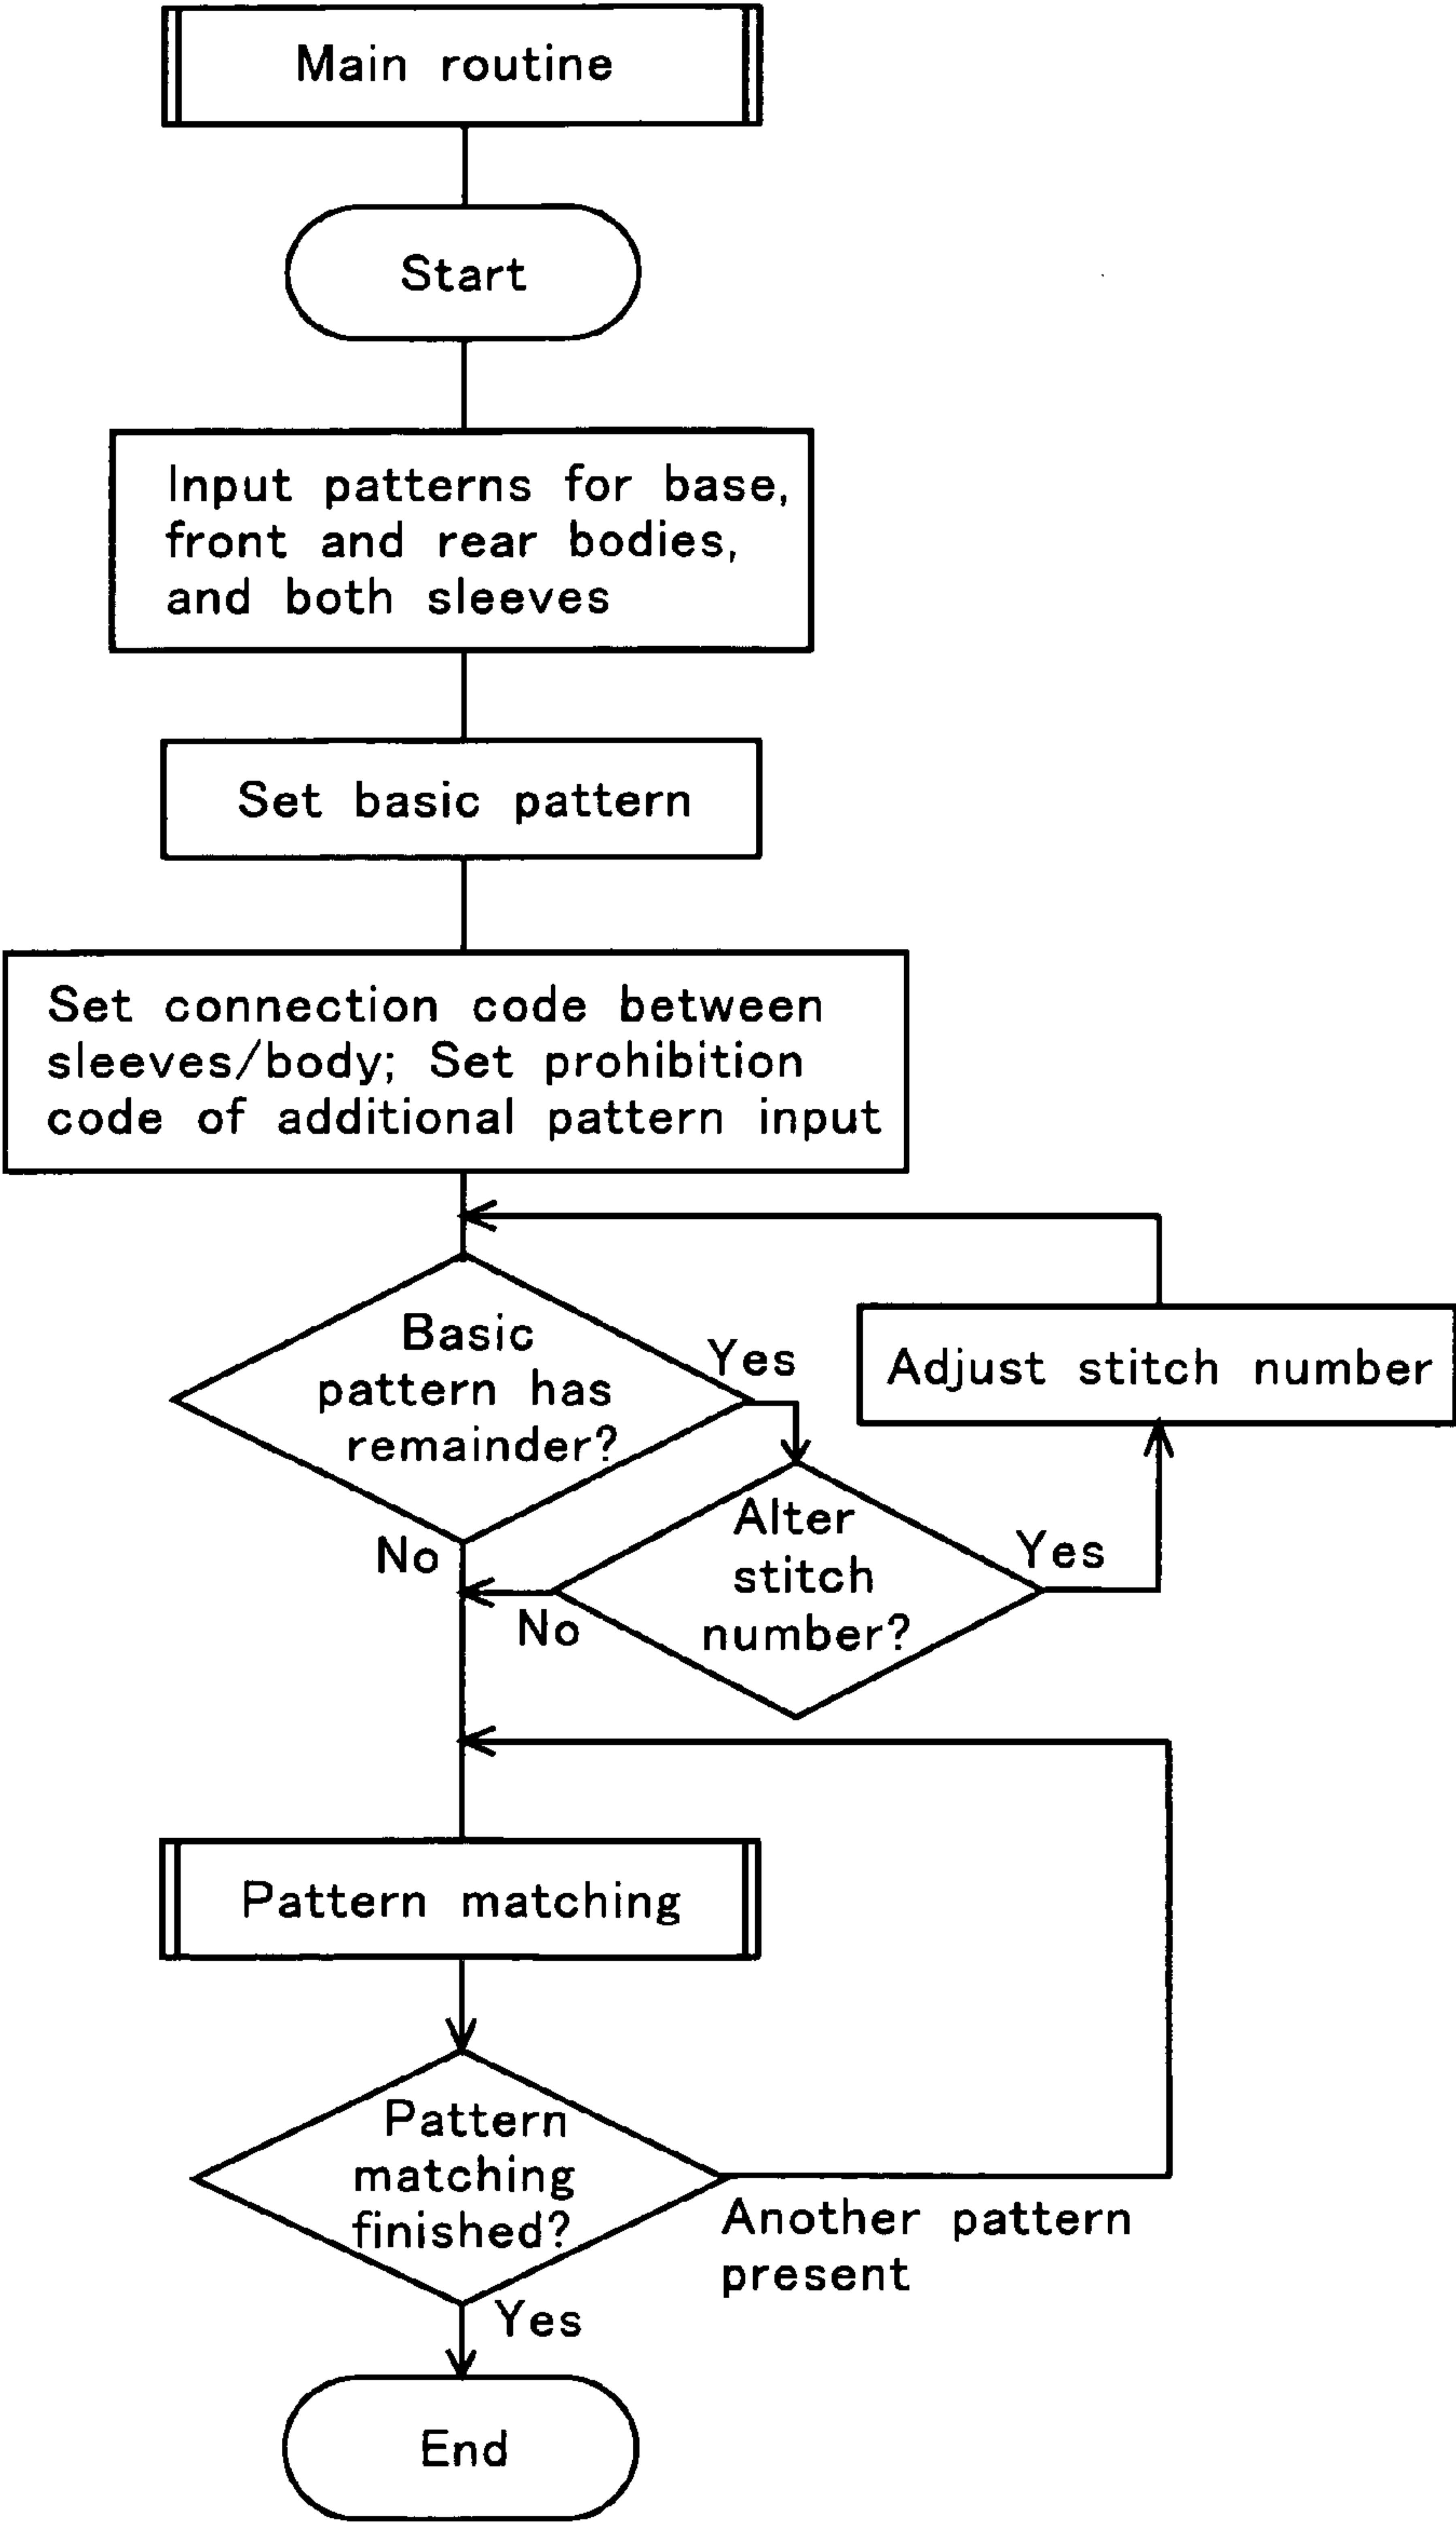 Main routine
Start
Input patterns for base,
front and rear bodies,
and both sleeves
Set basic pattern
Set connection code between
sleeves/body; Set prohibition
code of additional pattern input
Basic
pattern has
remainder?
Yes
No
Alter
stitch
number?
Yes
No
Adjust stitch number
Pattern matching
Pattern
matching
finished?
Another pattern
present
Yes
End